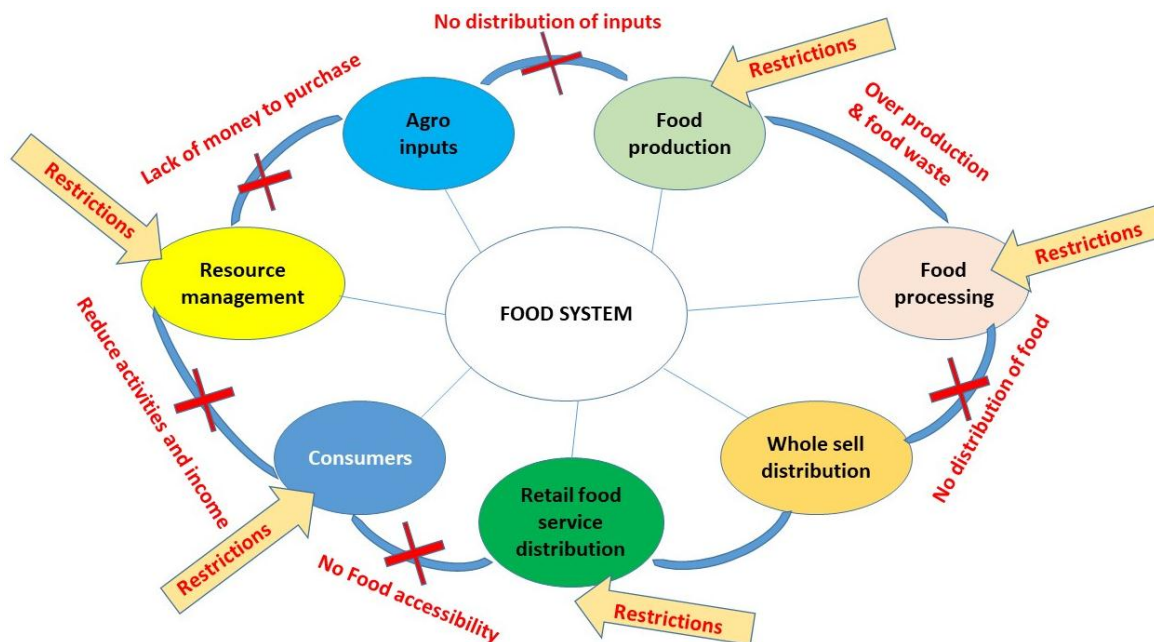 No distribution of inputs
Restrictions
Lack of money to purchase
Agro
inputs
Food
production
Over production
& food waste
Restrictions
Resource
management
FOOD SYSTEM
Food
processing
Restrictions
Reduce activities and income
Consumers
Retail food
service
distribution
Whole sell
distribution
No distribution of food
Restrictions
No Food accessibility
Restrictions